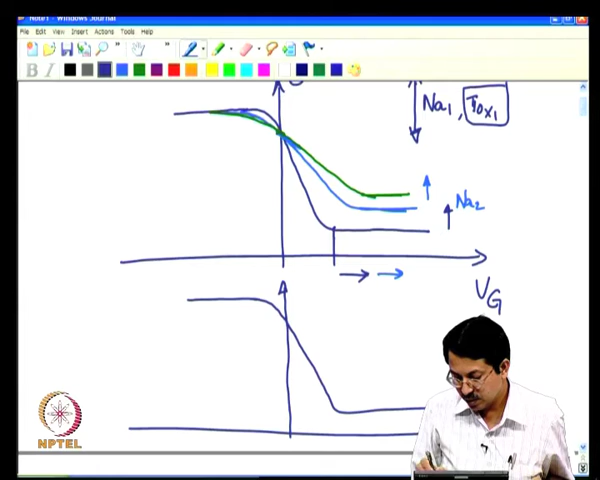 Note1 - Windows Journal
File Edit View Insert Actions Tools Help
B I
Na1, Tox1
Na2
VG
NPTEL